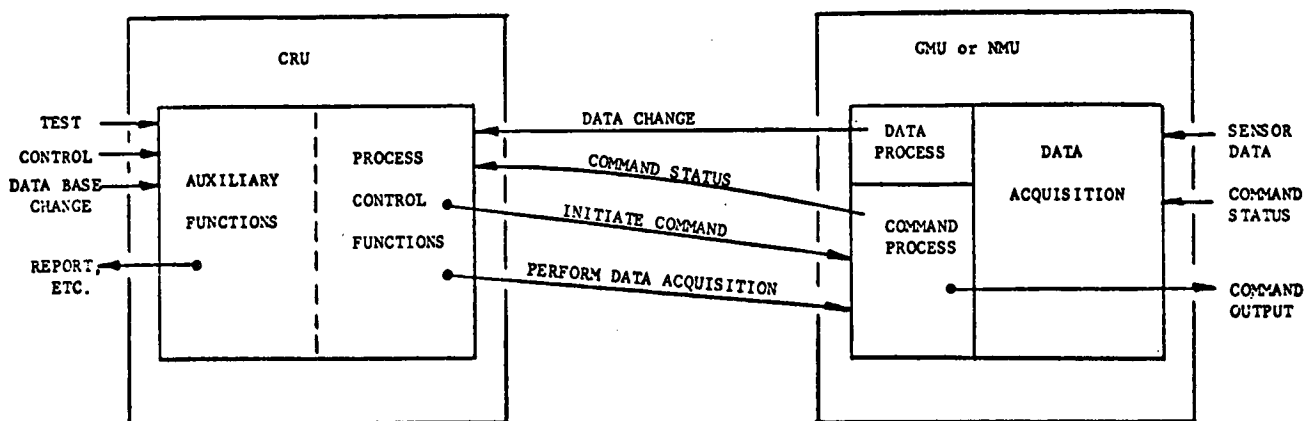 CRU
GMU or NMU
TEST
CONTROL
DATA BASE
CHANGE
REPORT,
ETC.
AUXILIARY
FUNCTIONS
PROCESS
CONTROL
FUNCTIONS
DATA CHANGE
COMMAND STATUS
INITIATE COMMAND
PERFORM DATA ACQUISITION
DATA
PROCESS
COMMAND
PROCESS
DATA
ACQUISITION
SENSOR
DATA
COMMAND
STATUS
COMMAND
OUTPUT